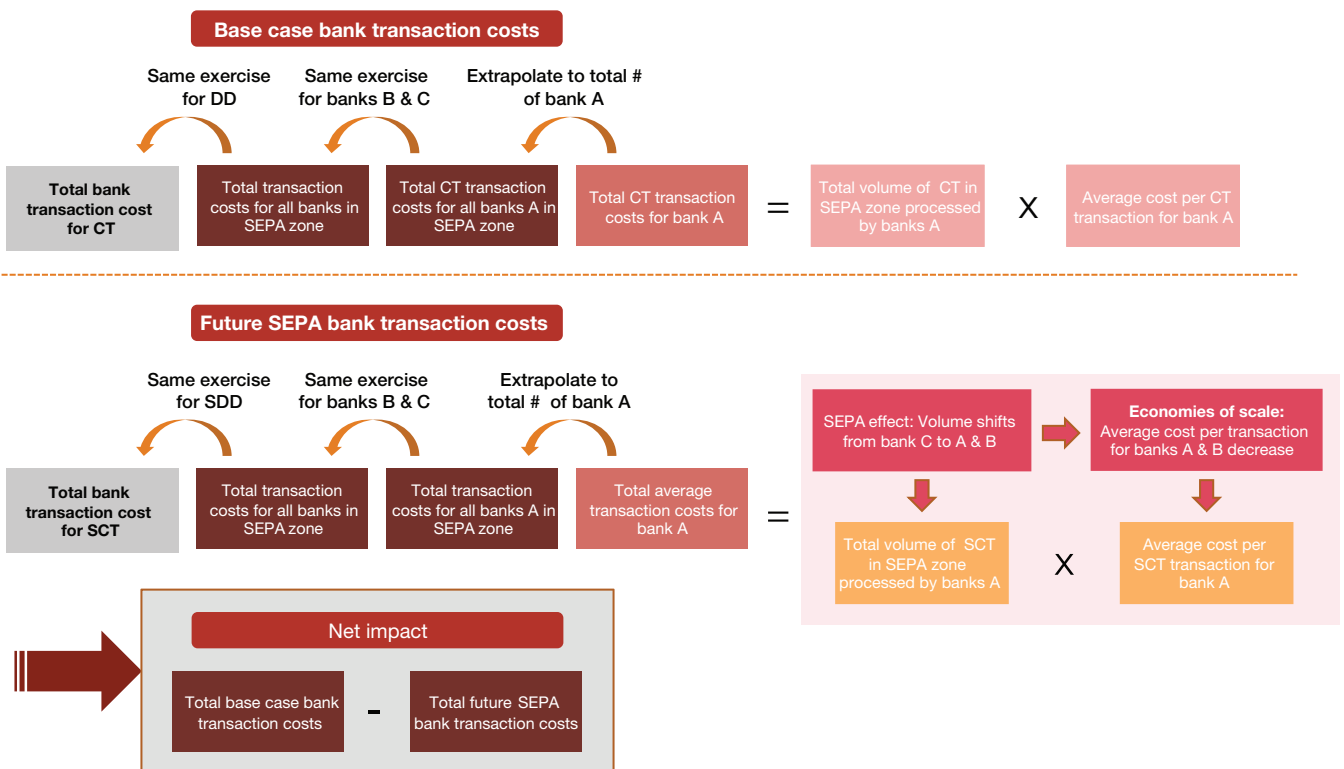 Base case bank transaction costs
Same exercise
for DD
Same exercise
for banks B & C
Extrapolate to total #
of bank A
Total bank
transaction cost
for CT
Total transaction
costs for all banks in
SEPA zone
Total CT transaction
costs for all banks A in
SEPA zone
Total CT transaction
costs for bank A
=
Total volume of CT in
SEPA zone processed
by banks A
X
Average cost per CT
transaction for bank A
Future SEPA bank transaction costs
Same exercise
for SDD
Same exercise
for banks B & C
Extrapolate to
total # of bank A
Total bank
transaction cost
for SCT
Total transaction
costs for all banks in
SEPA zone
Total transaction
costs for all banks A in
SEPA zone
Total average
transaction costs for
bank A
=
SEPA effect: Volume shifts
from bank C to A & B
Economies of scale:
Average cost per transaction
for banks A & B decrease
Total volume of SCT
in SEPA zone
processed by banks A
X
Average cost per
SCT transaction for
bank A
Net impact
Total base case bank
transaction costs
-
Total future SEPA
bank transaction costs